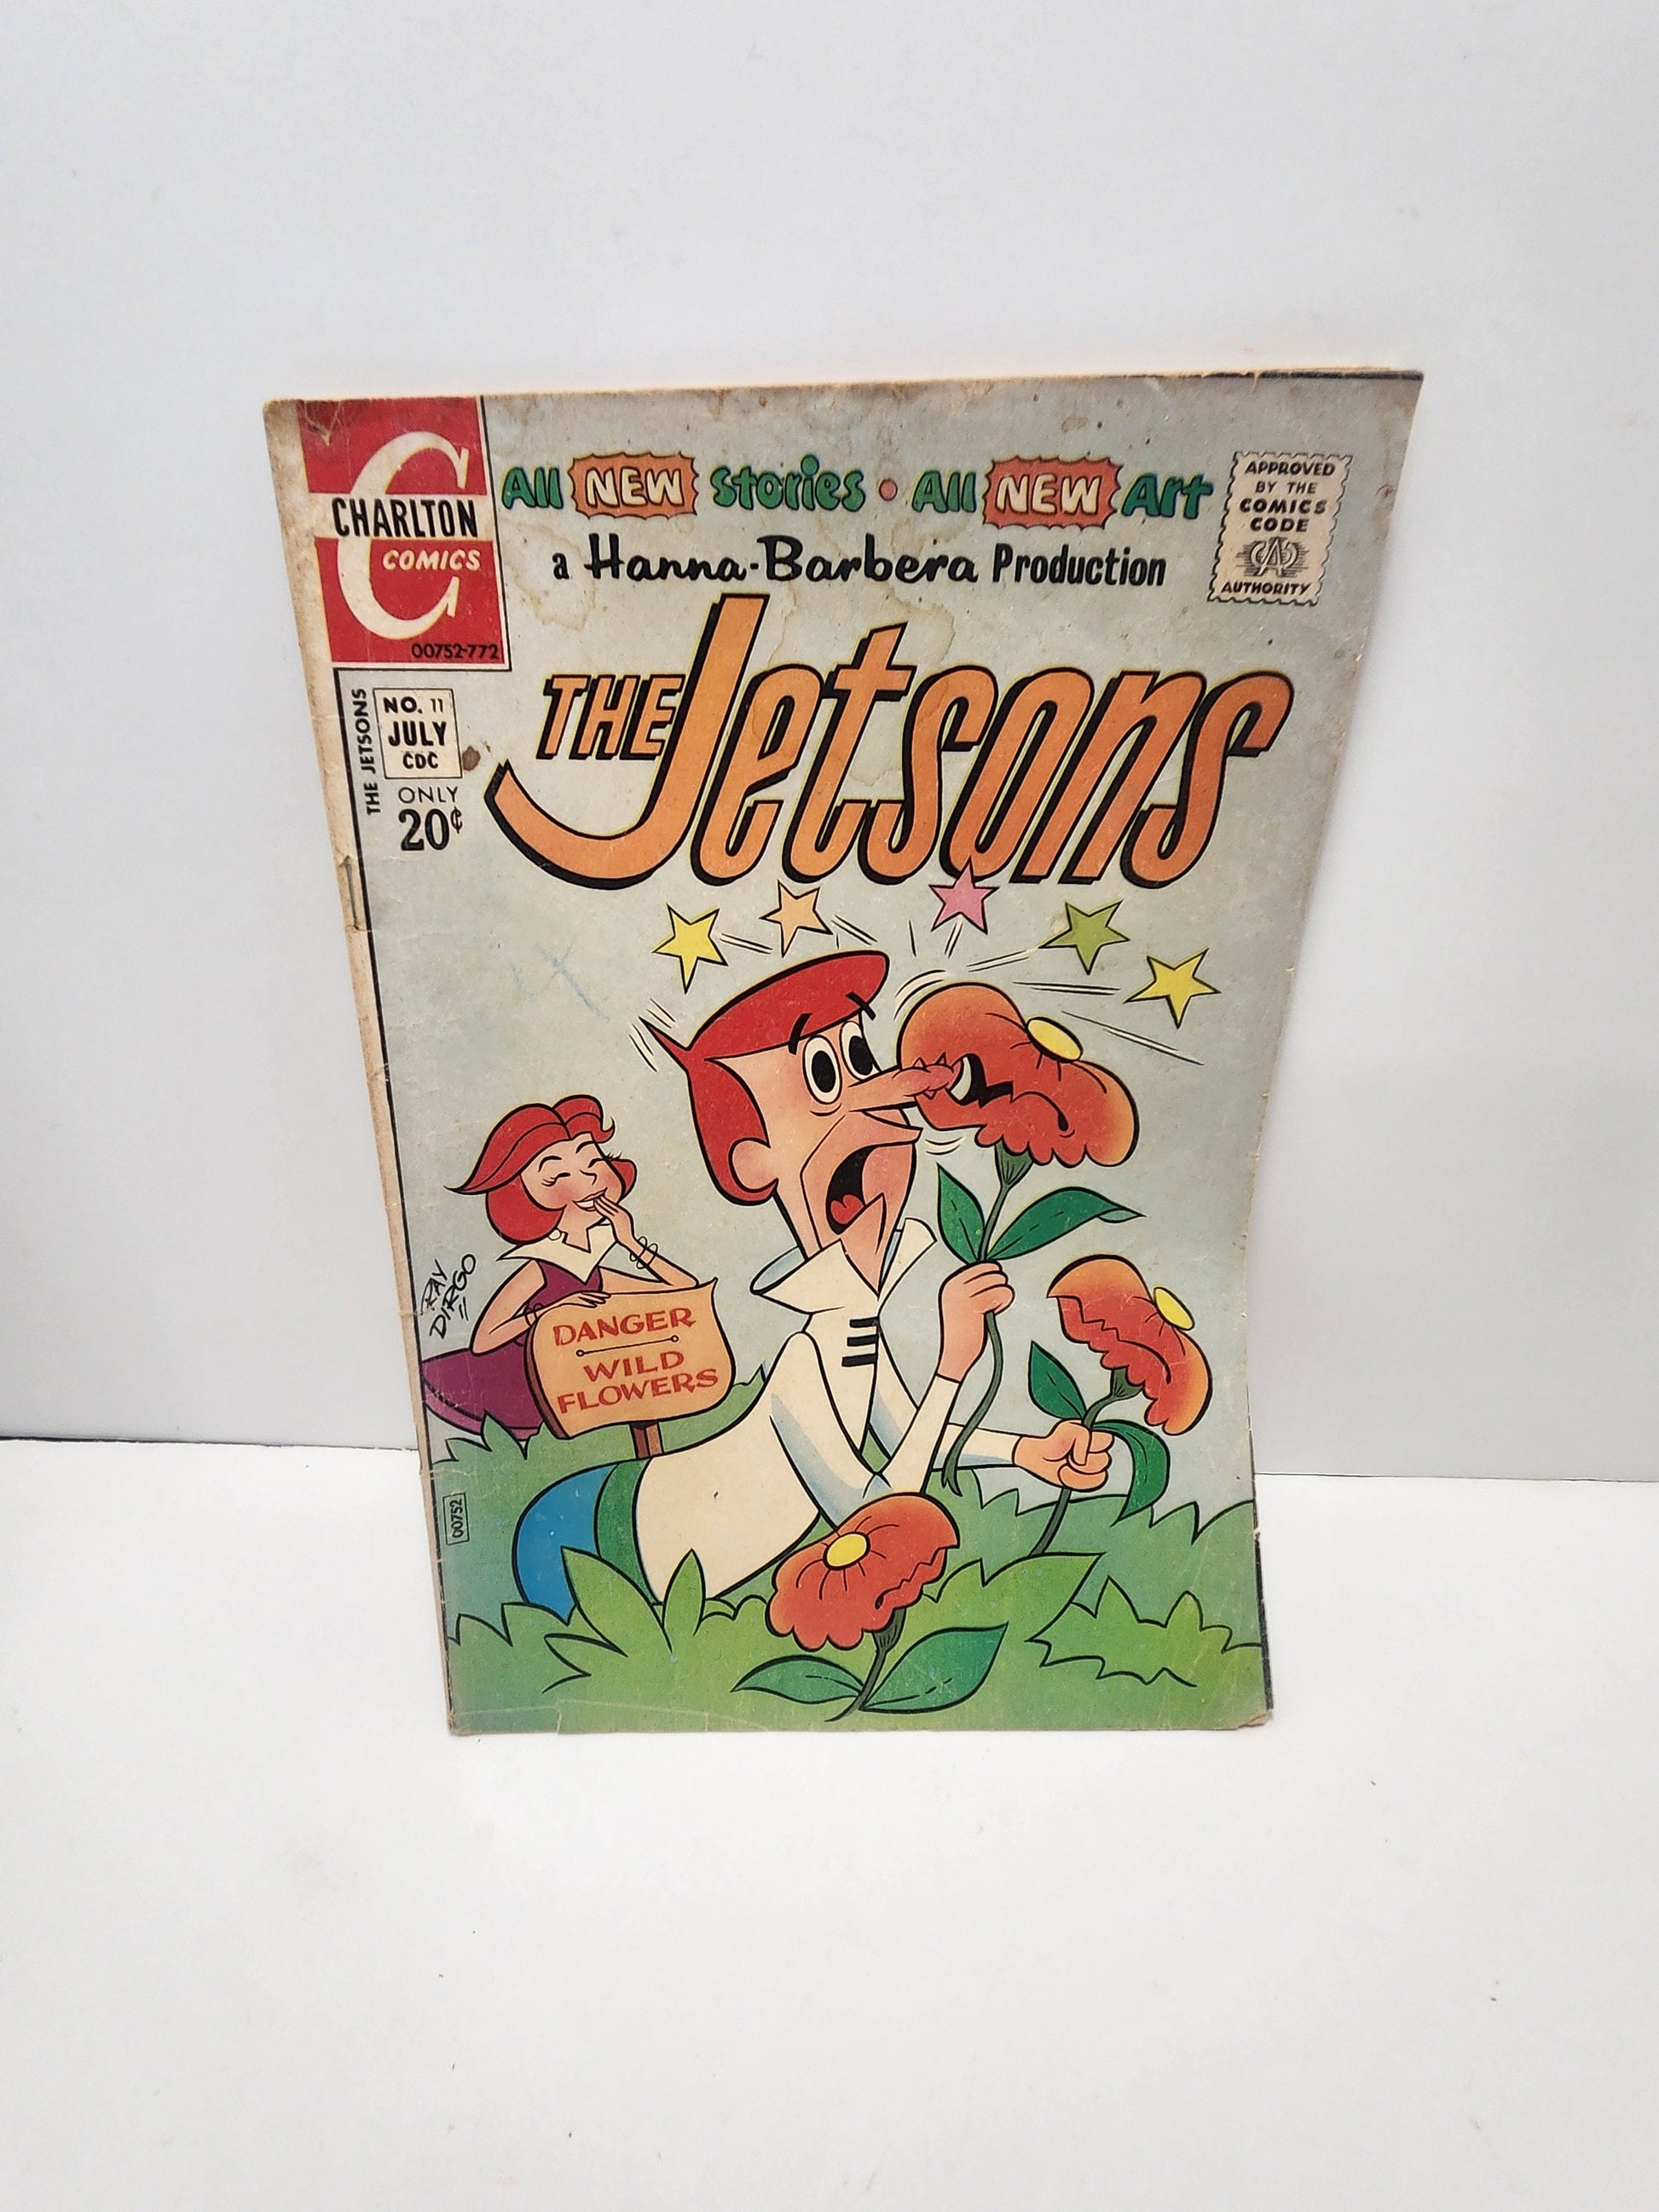 CHARLTON
COMICS
00752-772
All NEW Stories • All NEW Art
a Hanna-Barbera Production
APPROVED
BY THE
COMICS
CODE
CA
AUTHORITY
THE JETSONS
NO. 11
JULY
CDC
ONLY
20¢
THE Jetsons
RAY
DIRGO
DANGER
WILD
FLOWERS
00752